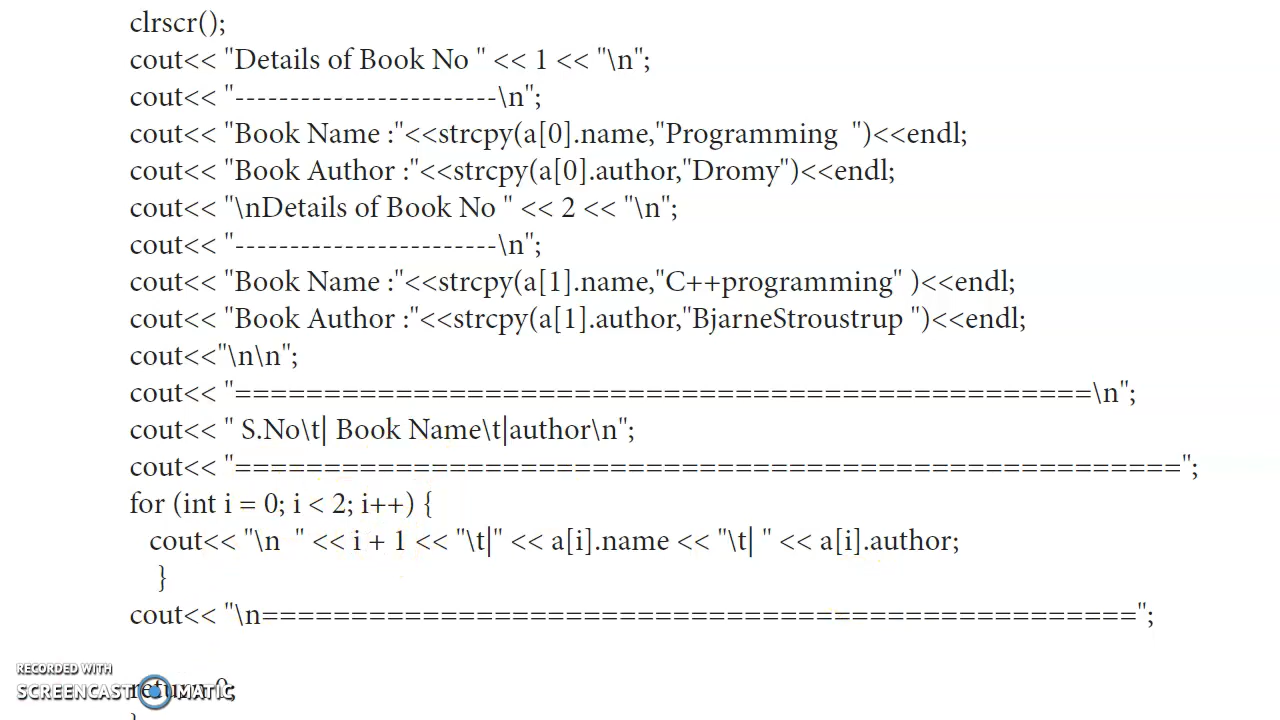 clrscr();
cout<< "Details of Book No " << 1 << "\n";
cout<< "------------------------\n";
cout<< "Book Name :"<<strcpy(a[0].name,"Programming  ")<<endl;
cout<< "Book Author :"<<strcpy(a[0].author,"Dromy")<<endl;
cout<< "\nDetails of Book No " << 2 << "\n";
cout<< "------------------------\n";
cout<< "Book Name :"<<strcpy(a[1].name,"C++programming" )<<endl;
cout<< "Book Author :"<<strcpy(a[1].author,"BjarneStroustrup ")<<endl;
cout<<"\n\n";
cout<< "===============================================\n";
cout<< " S.No\t| Book Name\t|author\n";
cout<< "====================================================";
for (int i = 0; i < 2; i++) {
cout<< "\n  " << i + 1 << "\t|" << a[i].name << "\t| " << a[i].author;
}
cout<< "\n================================================";
RECORDED WITH
SCREENCAST MATIC
return 0;